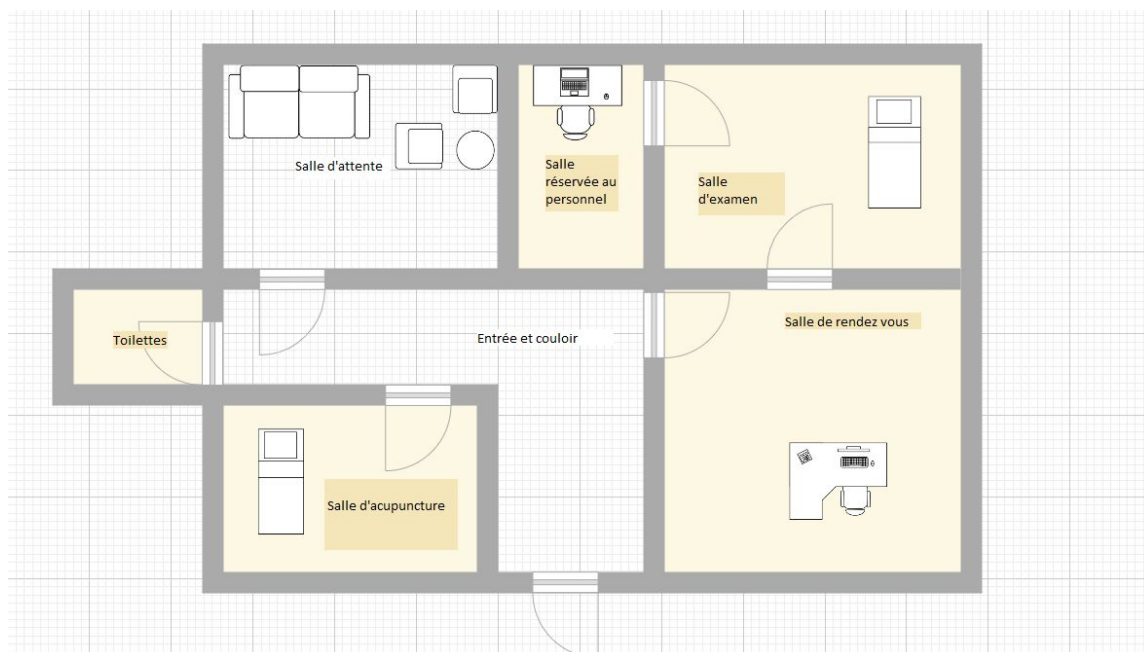 Salle d'attente
Salle
réservée au
personnel
Salle
d'examen
Toilettes
Entrée et couloir
Salle de rendez vous
Salle d'acupuncture